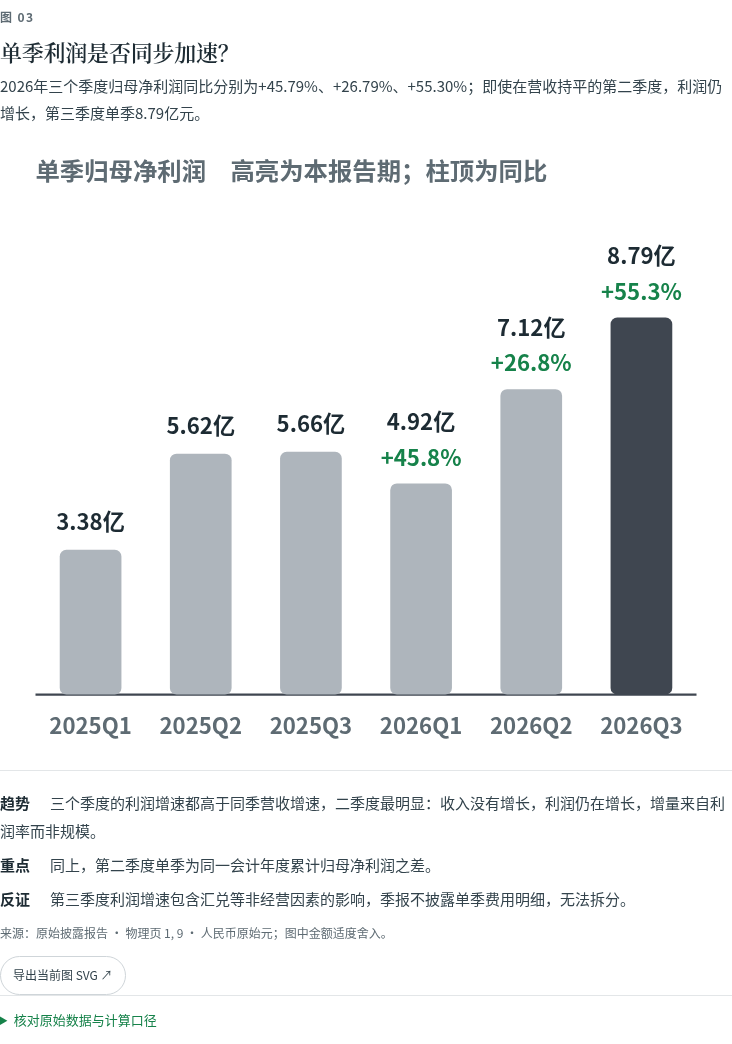 图 03
单季利润是否同步加速?
2026年三个季度归母净利润同比分别为+45.79%、+26.79%、+55.30%；即使在营收持平的第二季度，利润仍
增长，第三季度单季8.79亿元。
单季归母净利润 高亮为本报告期；柱顶为同比
8.79亿
+55.3%
7.12亿
+26.8%
5.62亿 5.66亿 4.92亿
+45.8%
3.38亿
2025Q1 2025Q2 2025Q3 2026Q1 2026Q2 2026Q3
趋势 三个季度的利润增速都高于同季营收增速，二季度最明显：收入没有增长，利润仍在增长，增量来自利
润率而非规模。
重点 同上，第二季度单季为同一会计年度累计归母净利润之差。
反证 第三季度利润增速包含汇兑等非经营因素的影响，季报不披露单季费用明细，无法拆分。
来源：原始披露报告 · 物理页 1, 9 · 人民币原始元；图中金额适度舍入。
导出当前图 SVG ↗
▶ 核对原始数据与计算口径